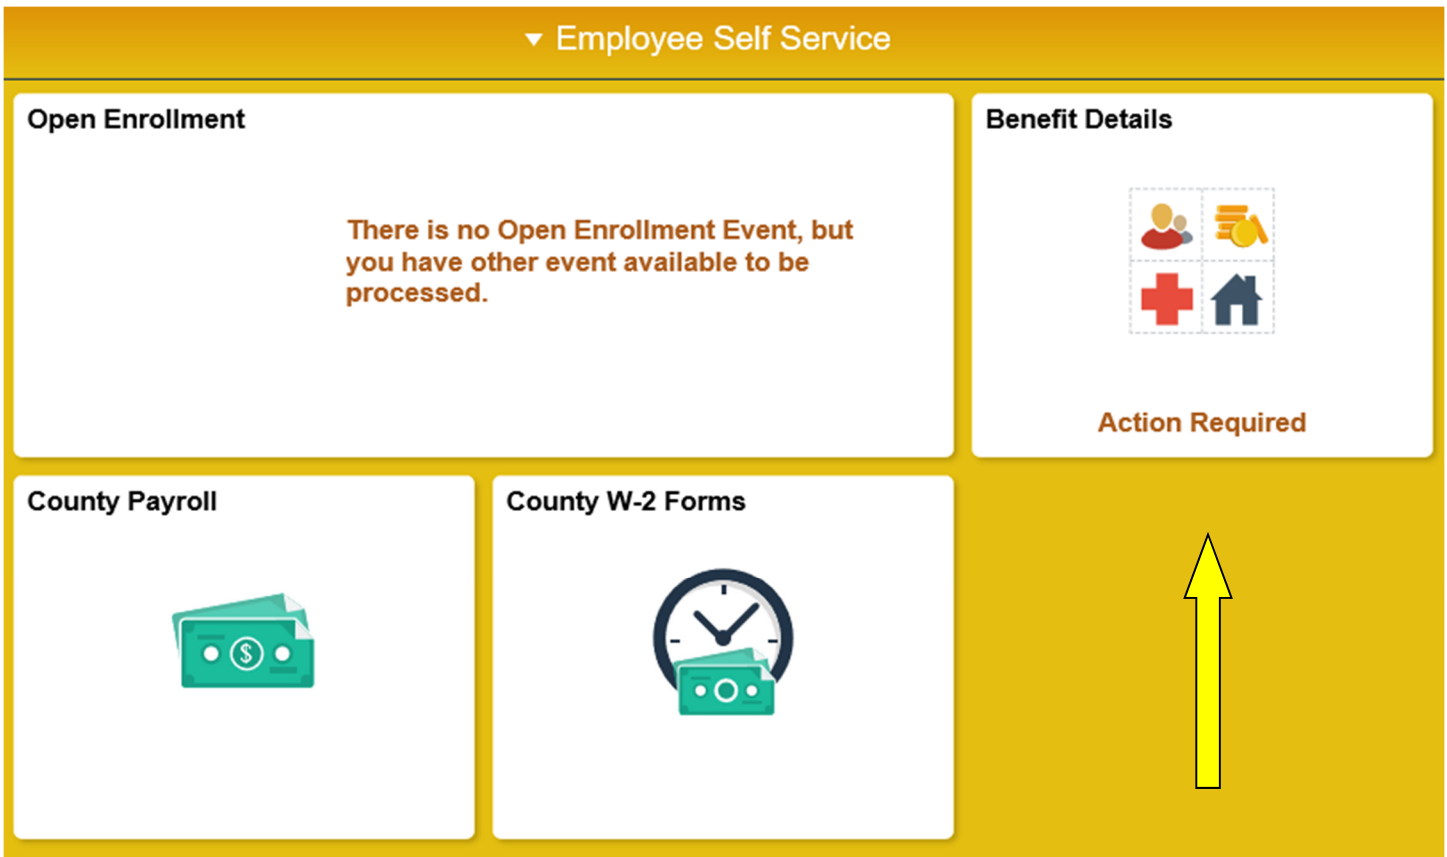 Employee Self Service
Open Enrollment
There is no Open Enrollment Event, but
you have other event available to be
processed.
Benefit Details
Action Required
County Payroll
$
County W-2 Forms